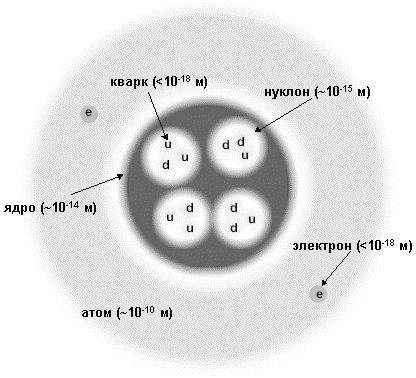 кварк (<10-18 м)
нуклон (~10-15 м)
e
u
u
d
d
d
u
ядро (~10-14 м)
u
d
u
d
u
d
электрон (<10-18 м)
e
атом (~10-10 м)